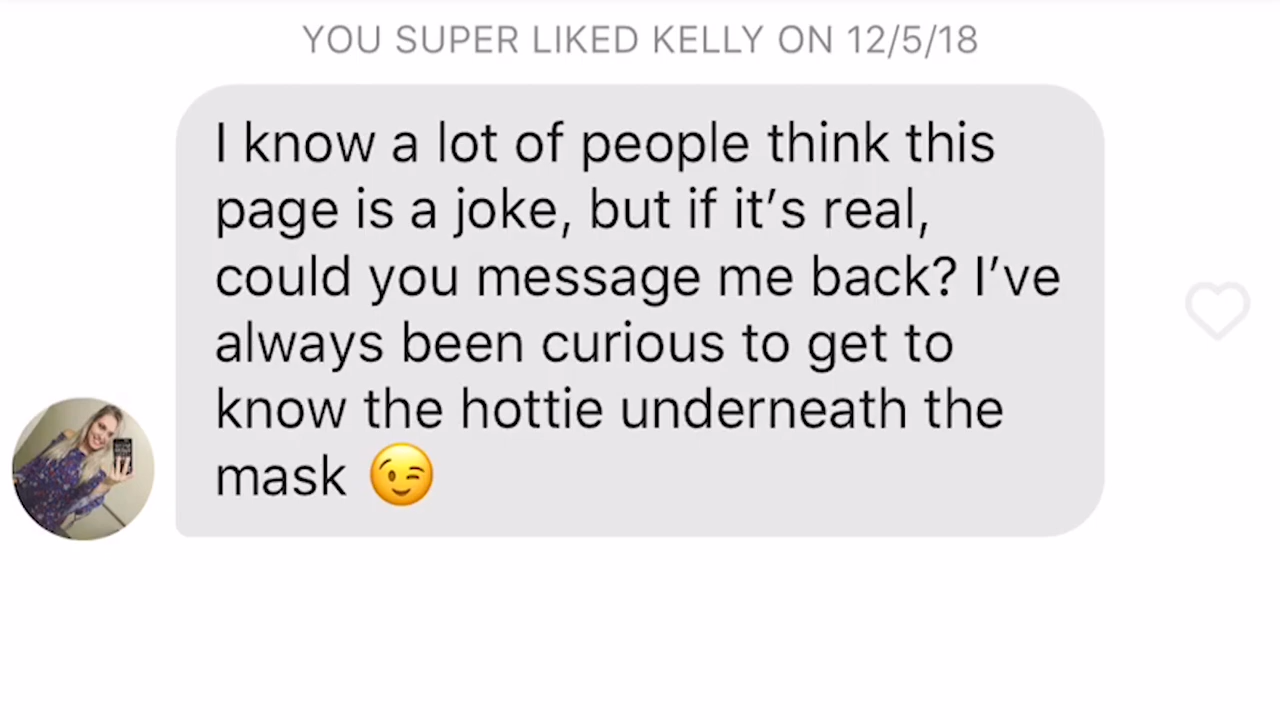 YOU SUPER LIKED KELLY ON 12/5/18
I know a lot of people think this
page is a joke, but if it’s real,
could you message me back? I’ve
always been curious to get to
know the hottie underneath the
mask 😉